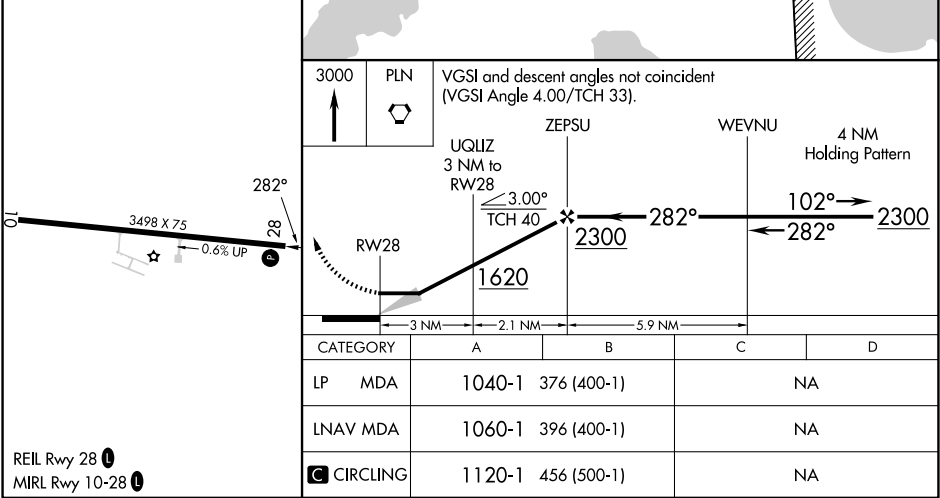 3000
PLN
VGSI and descent angles not coincident
(VGSI Angle 4.00/TCH 33).
ZEPSU
WEVNU
4 NM
Holding Pattern
UQLIZ
3 NM to
RW28
3.00°
TCH 40
282°
102°
2300
282°
2300
RW28
1620
3 NM
2.1 NM
5.9 NM
282°
10
3498 X 75
28
0.6% UP
P
CATEGORY A B C D
LP MDA 1040-1 376 (400-1) NA
LNAV MDA 1060-1 396 (400-1) NA
C CIRCLING 1120-1 456 (500-1) NA
REIL Rwy 28 L
MIRL Rwy 10-28 L